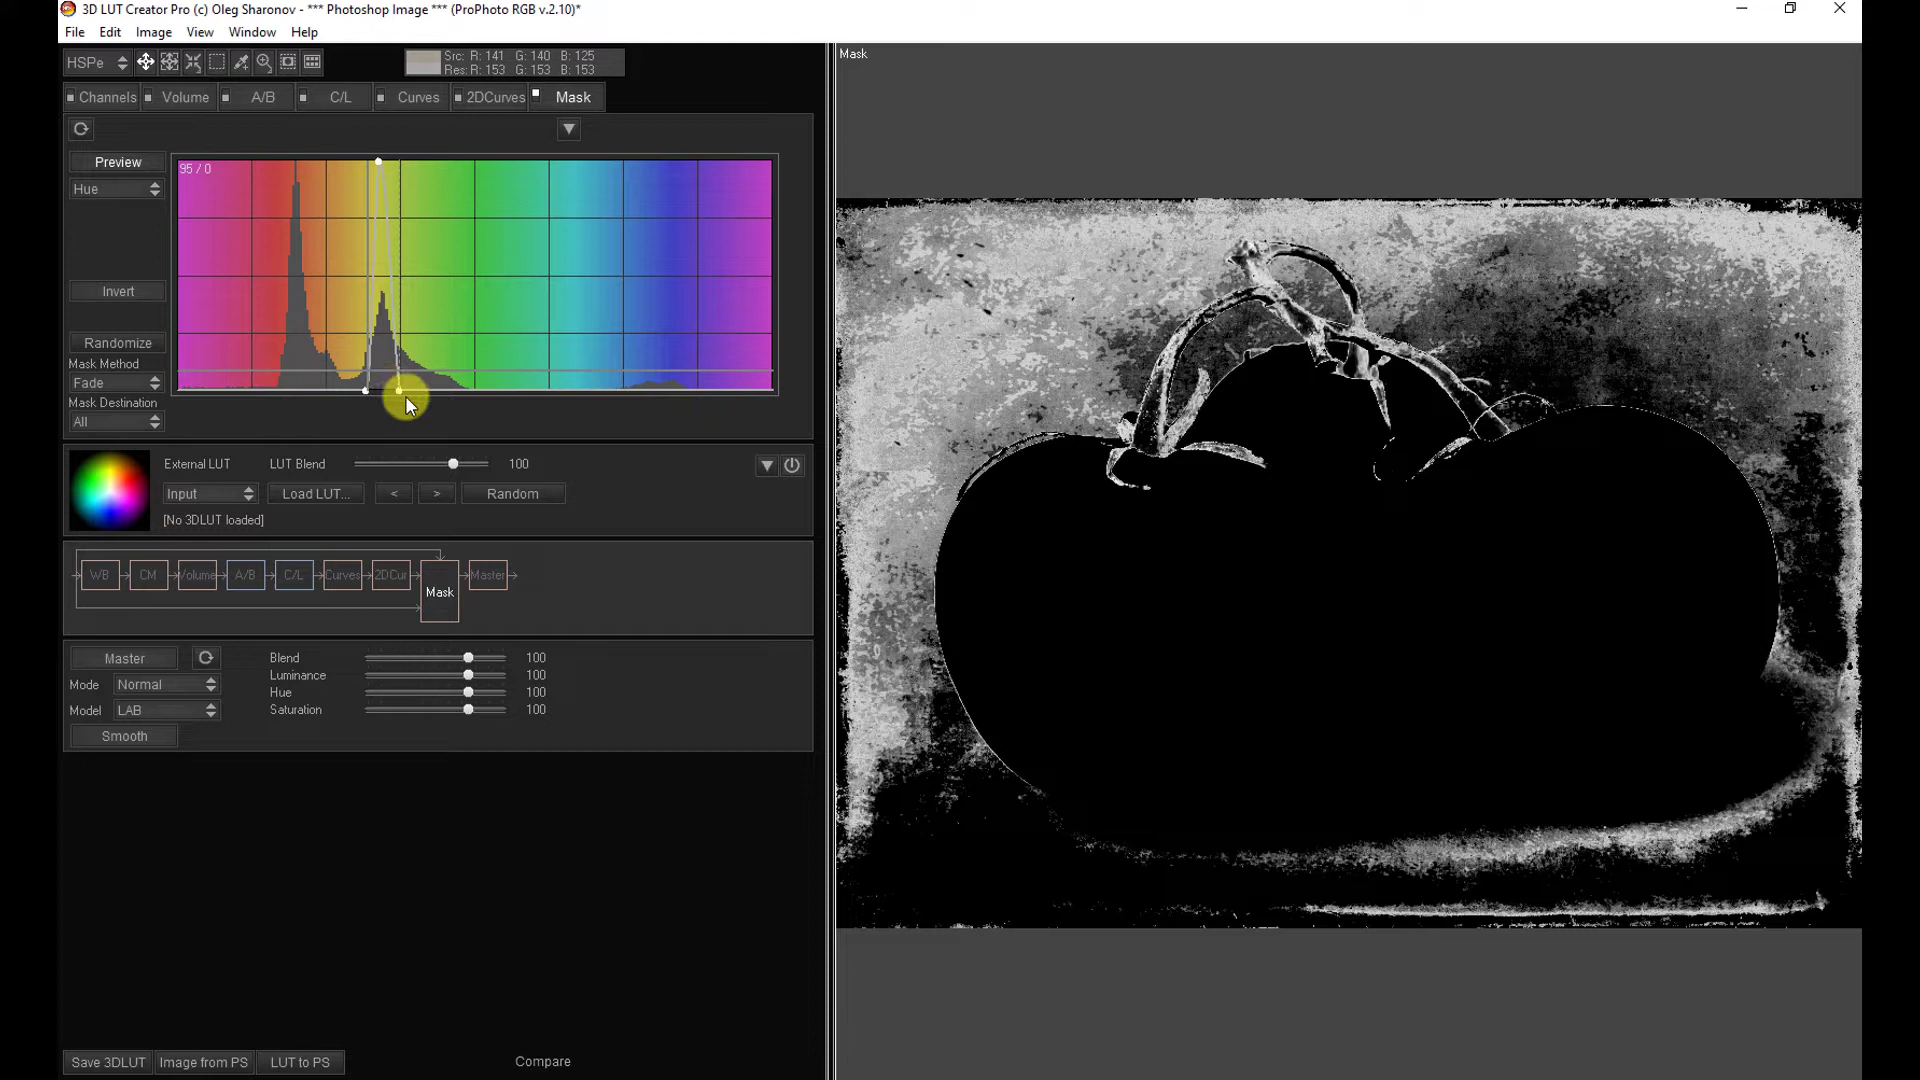 3D LUT Creator Pro (c) Oleg Sharonov - *** Photoshop Image *** (ProPhoto RGB v.2.10)*
File Edit Image View Window Help
HSPe
Src: R: 141 G: 140 B: 125
Res: R: 153 G: 153 B: 153
Mask
Channels Volume A/B C/L Curves 2DCurves Mask
Preview
95 / 0
Hue
Invert
Randomize
Mask Method
Fade
Mask Destination
All
External LUT LUT Blend 100
Input Load LUT... < > Random
[No 3DLUT loaded]
WB CM Volume A/B C/L Curves 2DCur Mask Master
Master Blend 100
Luminance 100
Mode Normal Hue 100
Model LAB Saturation 100
Smooth
Save 3DLUT Image from PS LUT to PS Compare